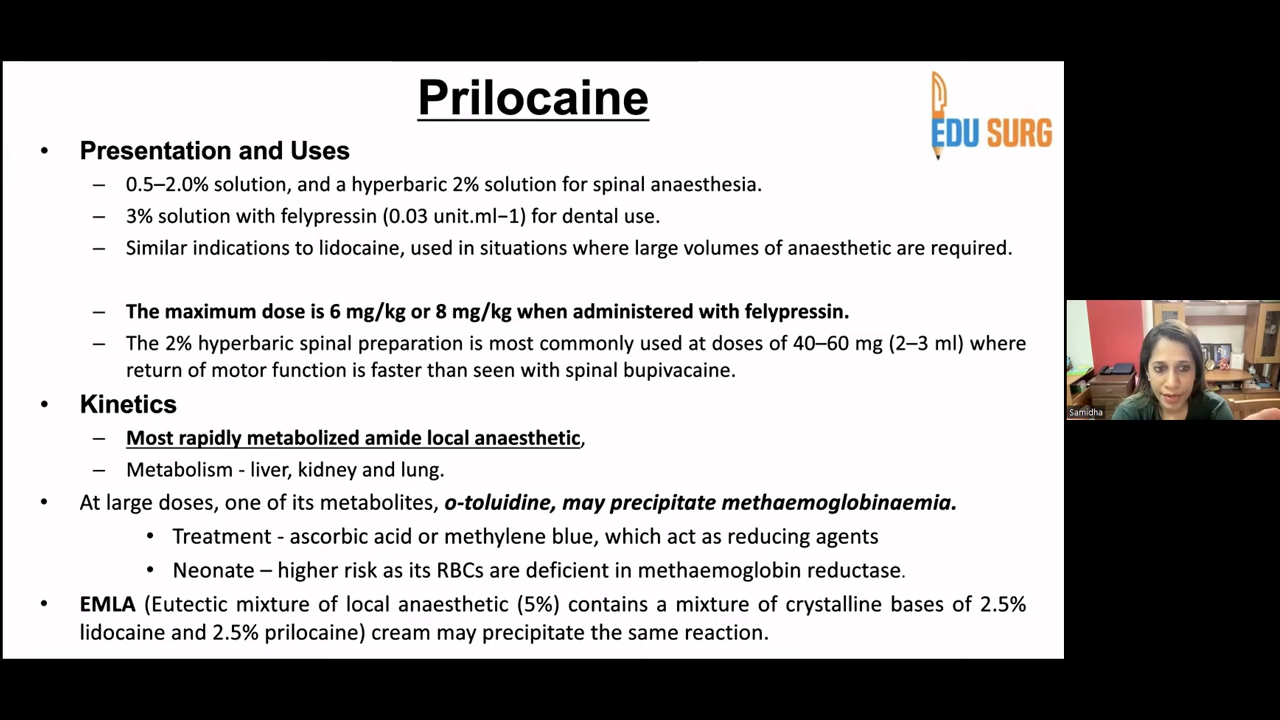 Prilocaine
EDU SURG
• Presentation and Uses
– 0.5–2.0% solution, and a hyperbaric 2% solution for spinal anaesthesia.
– 3% solution with felypressin (0.03 unit.ml−1) for dental use.
– Similar indications to lidocaine, used in situations where large volumes of anaesthetic are required.
– The maximum dose is 6 mg/kg or 8 mg/kg when administered with felypressin.
– The 2% hyperbaric spinal preparation is most commonly used at doses of 40–60 mg (2–3 ml) where
return of motor function is faster than seen with spinal bupivacaine.
• Kinetics
– Most rapidly metabolized amide local anaesthetic,
– Metabolism - liver, kidney and lung.
• At large doses, one of its metabolites, o-toluidine, may precipitate methaemoglobinaemia.
• Treatment - ascorbic acid or methylene blue, which act as reducing agents
• Neonate – higher risk as its RBCs are deficient in methaemoglobin reductase.
• EMLA (Eutectic mixture of local anaesthetic (5%) contains a mixture of crystalline bases of 2.5%
lidocaine and 2.5% prilocaine) cream may precipitate the same reaction.
Samidha